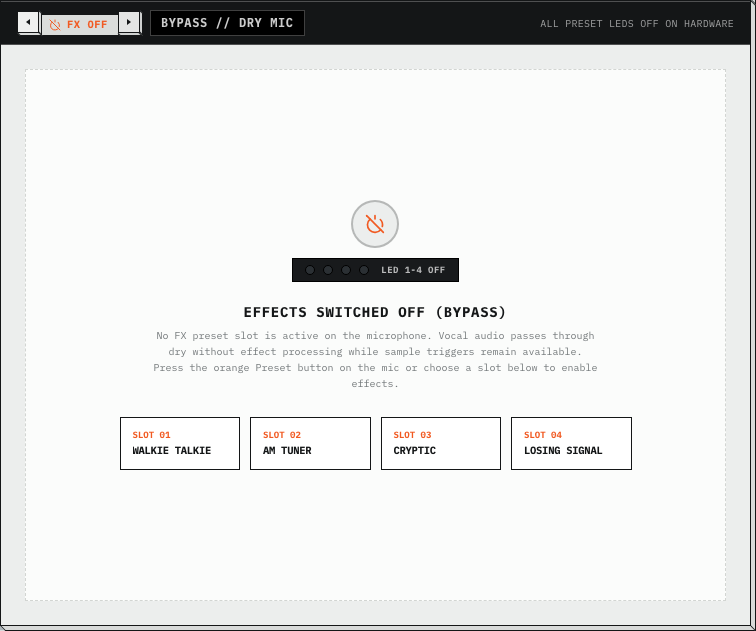 FX OFF
BYPASS // DRY MIC
ALL PRESET LEDS OFF ON HARDWARE
LED 1-4 OFF
EFFECTS SWITCHED OFF (BYPASS)
No FX preset slot is active on the microphone. Vocal audio passes through
dry without effect processing while sample triggers remain available.
Press the orange Preset button on the mic or choose a slot below to enable
effects.
SLOT 01
WALKIE TALKIE
SLOT 02
AM TUNER
SLOT 03
CRYPTIC
SLOT 04
LOSING SIGNAL